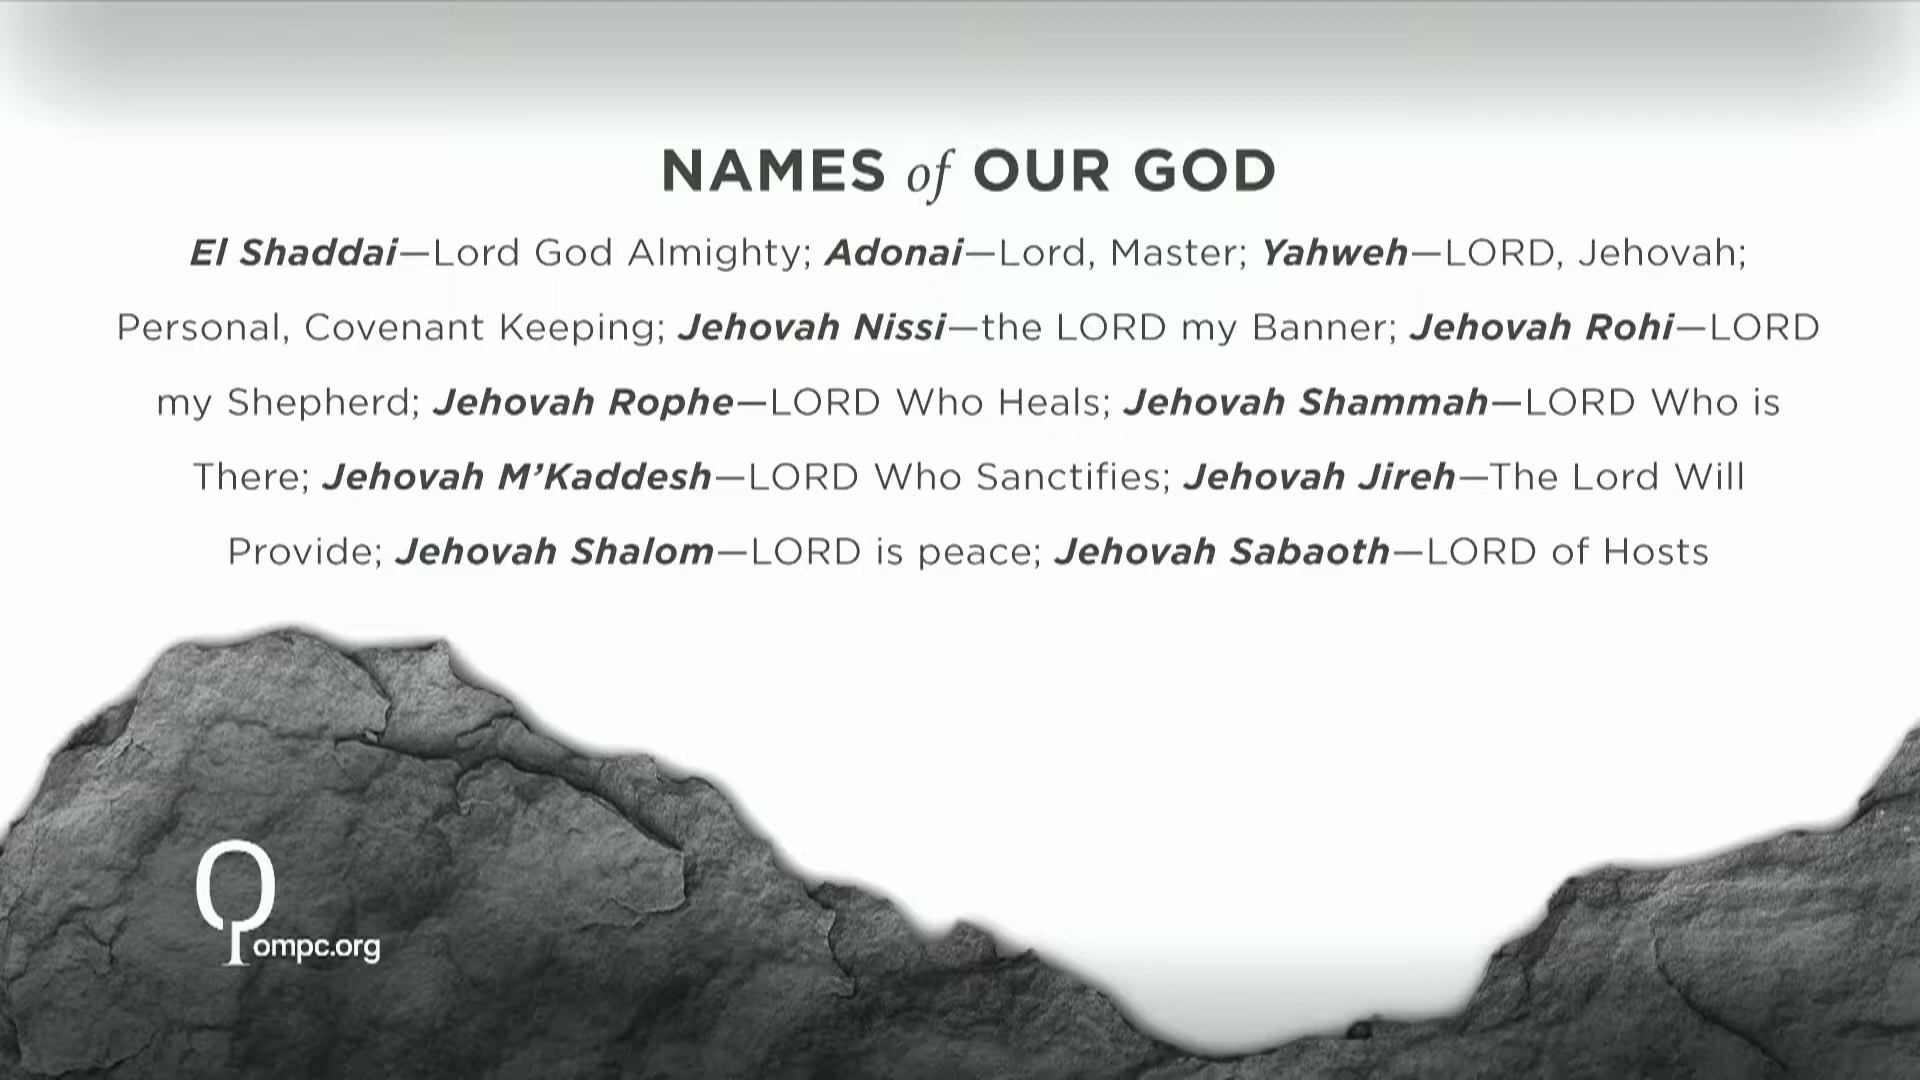 NAMES of OUR GOD
El Shaddai—Lord God Almighty; Adonai—Lord, Master; Yahweh—LORD, Jehovah;
Personal, Covenant Keeping; Jehovah Nissi—the LORD my Banner; Jehovah Rohi—LORD
my Shepherd; Jehovah Rophe—LORD Who Heals; Jehovah Shammah—LORD Who is
There; Jehovah M’Kaddesh—LORD Who Sanctifies; Jehovah Jireh—The Lord Will
Provide; Jehovah Shalom—LORD is peace; Jehovah Sabaoth—LORD of Hosts
ompc.org